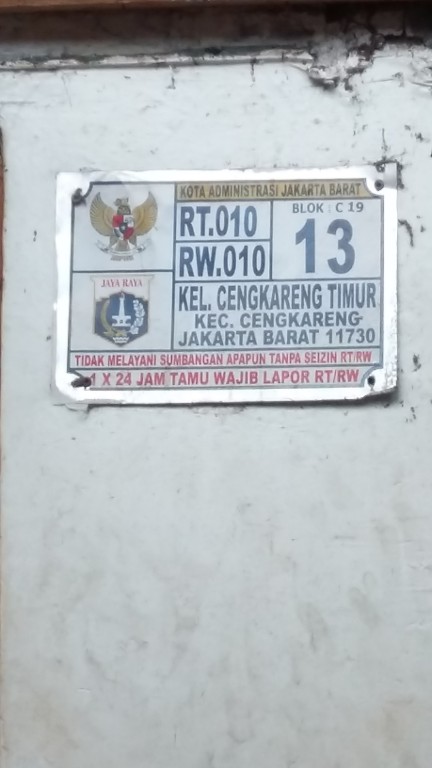 KOTA ADMINISTRASI JAKARTA BARAT
RT.010
RW.010
BLOK : C 19
13
JAYA RAYA
KEL. CENGKARENG TIMUR
KEC. CENGKARENG
JAKARTA BARAT 11730
TIDAK MELAYANI SUMBANGAN APAPUN TANPA SEIZIN RT/RW
1 X 24 JAM TAMU WAJIB LAPOR RT/RW